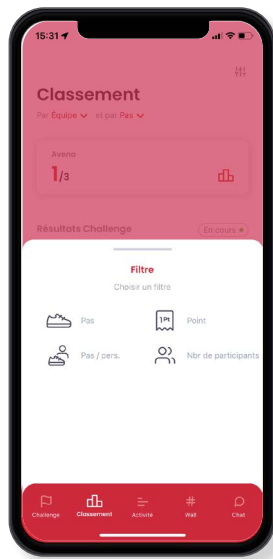 15:31
Classement
Par Équipe et par Pas
Avena
1/3
Résultats Challenge
En cours
Filtre
Choisir un filtre
Pas
1Pt
Point
Pas / pers.
Nbr de participants
Challenge
Classement
Activité
#
Wall
Chat